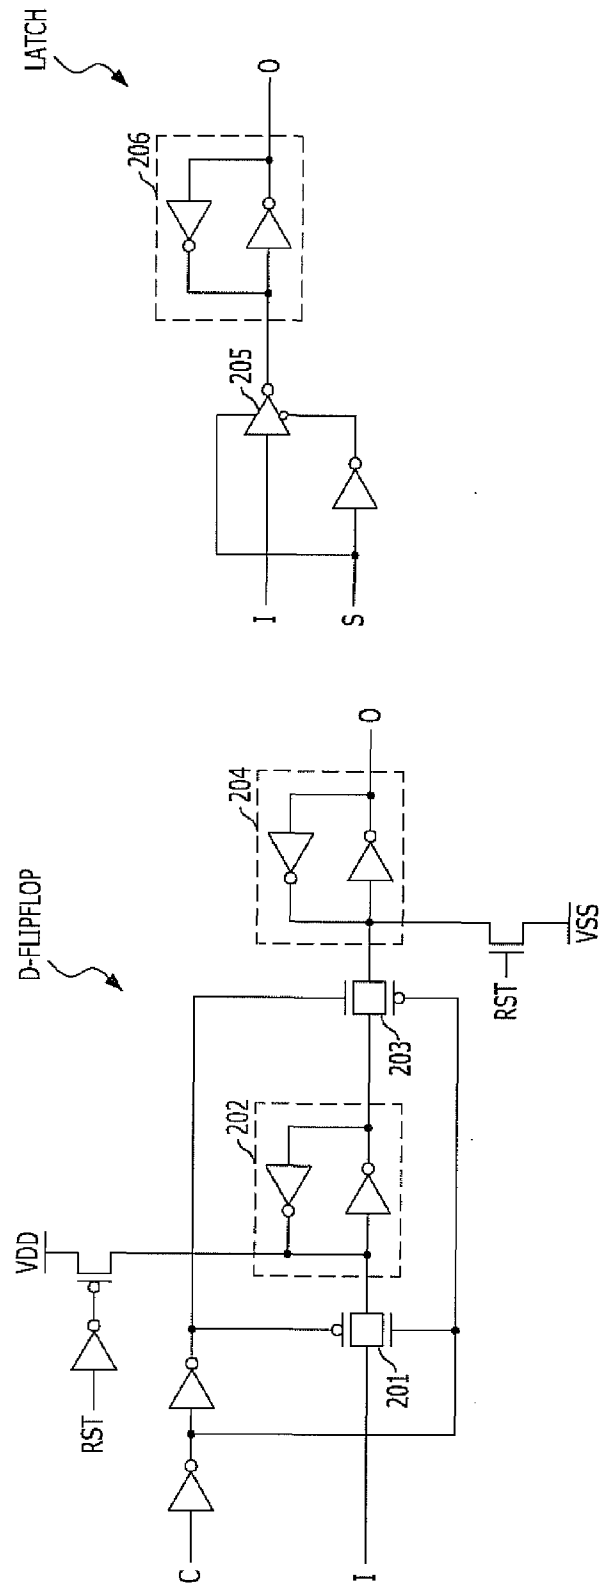 D-FLIPFLOP
VDD
RST
C
I
201
202
203
204
O
RST
VSS
LATCH
I
S
205
206
O